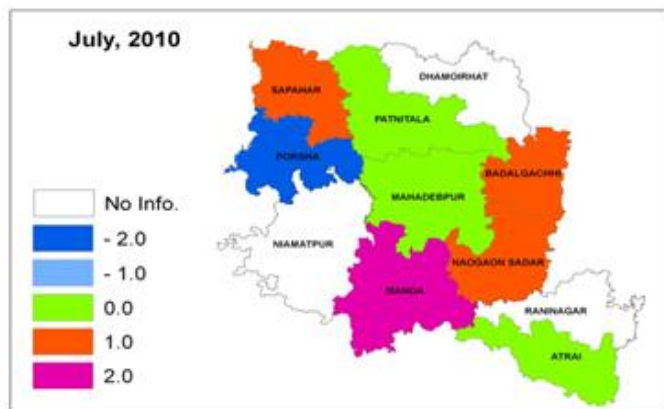 July, 2010
DHAMOIRHAT
SAPAHAR
PATNITALA
PORSHA
BADALGACHHI
MAHADEBPUR
No Info.
- 2.0
- 1.0
0.0
1.0
2.0
NIAMATPUR
NAOGAON SADAR
MANDA
RANINAGAR
ATRAI